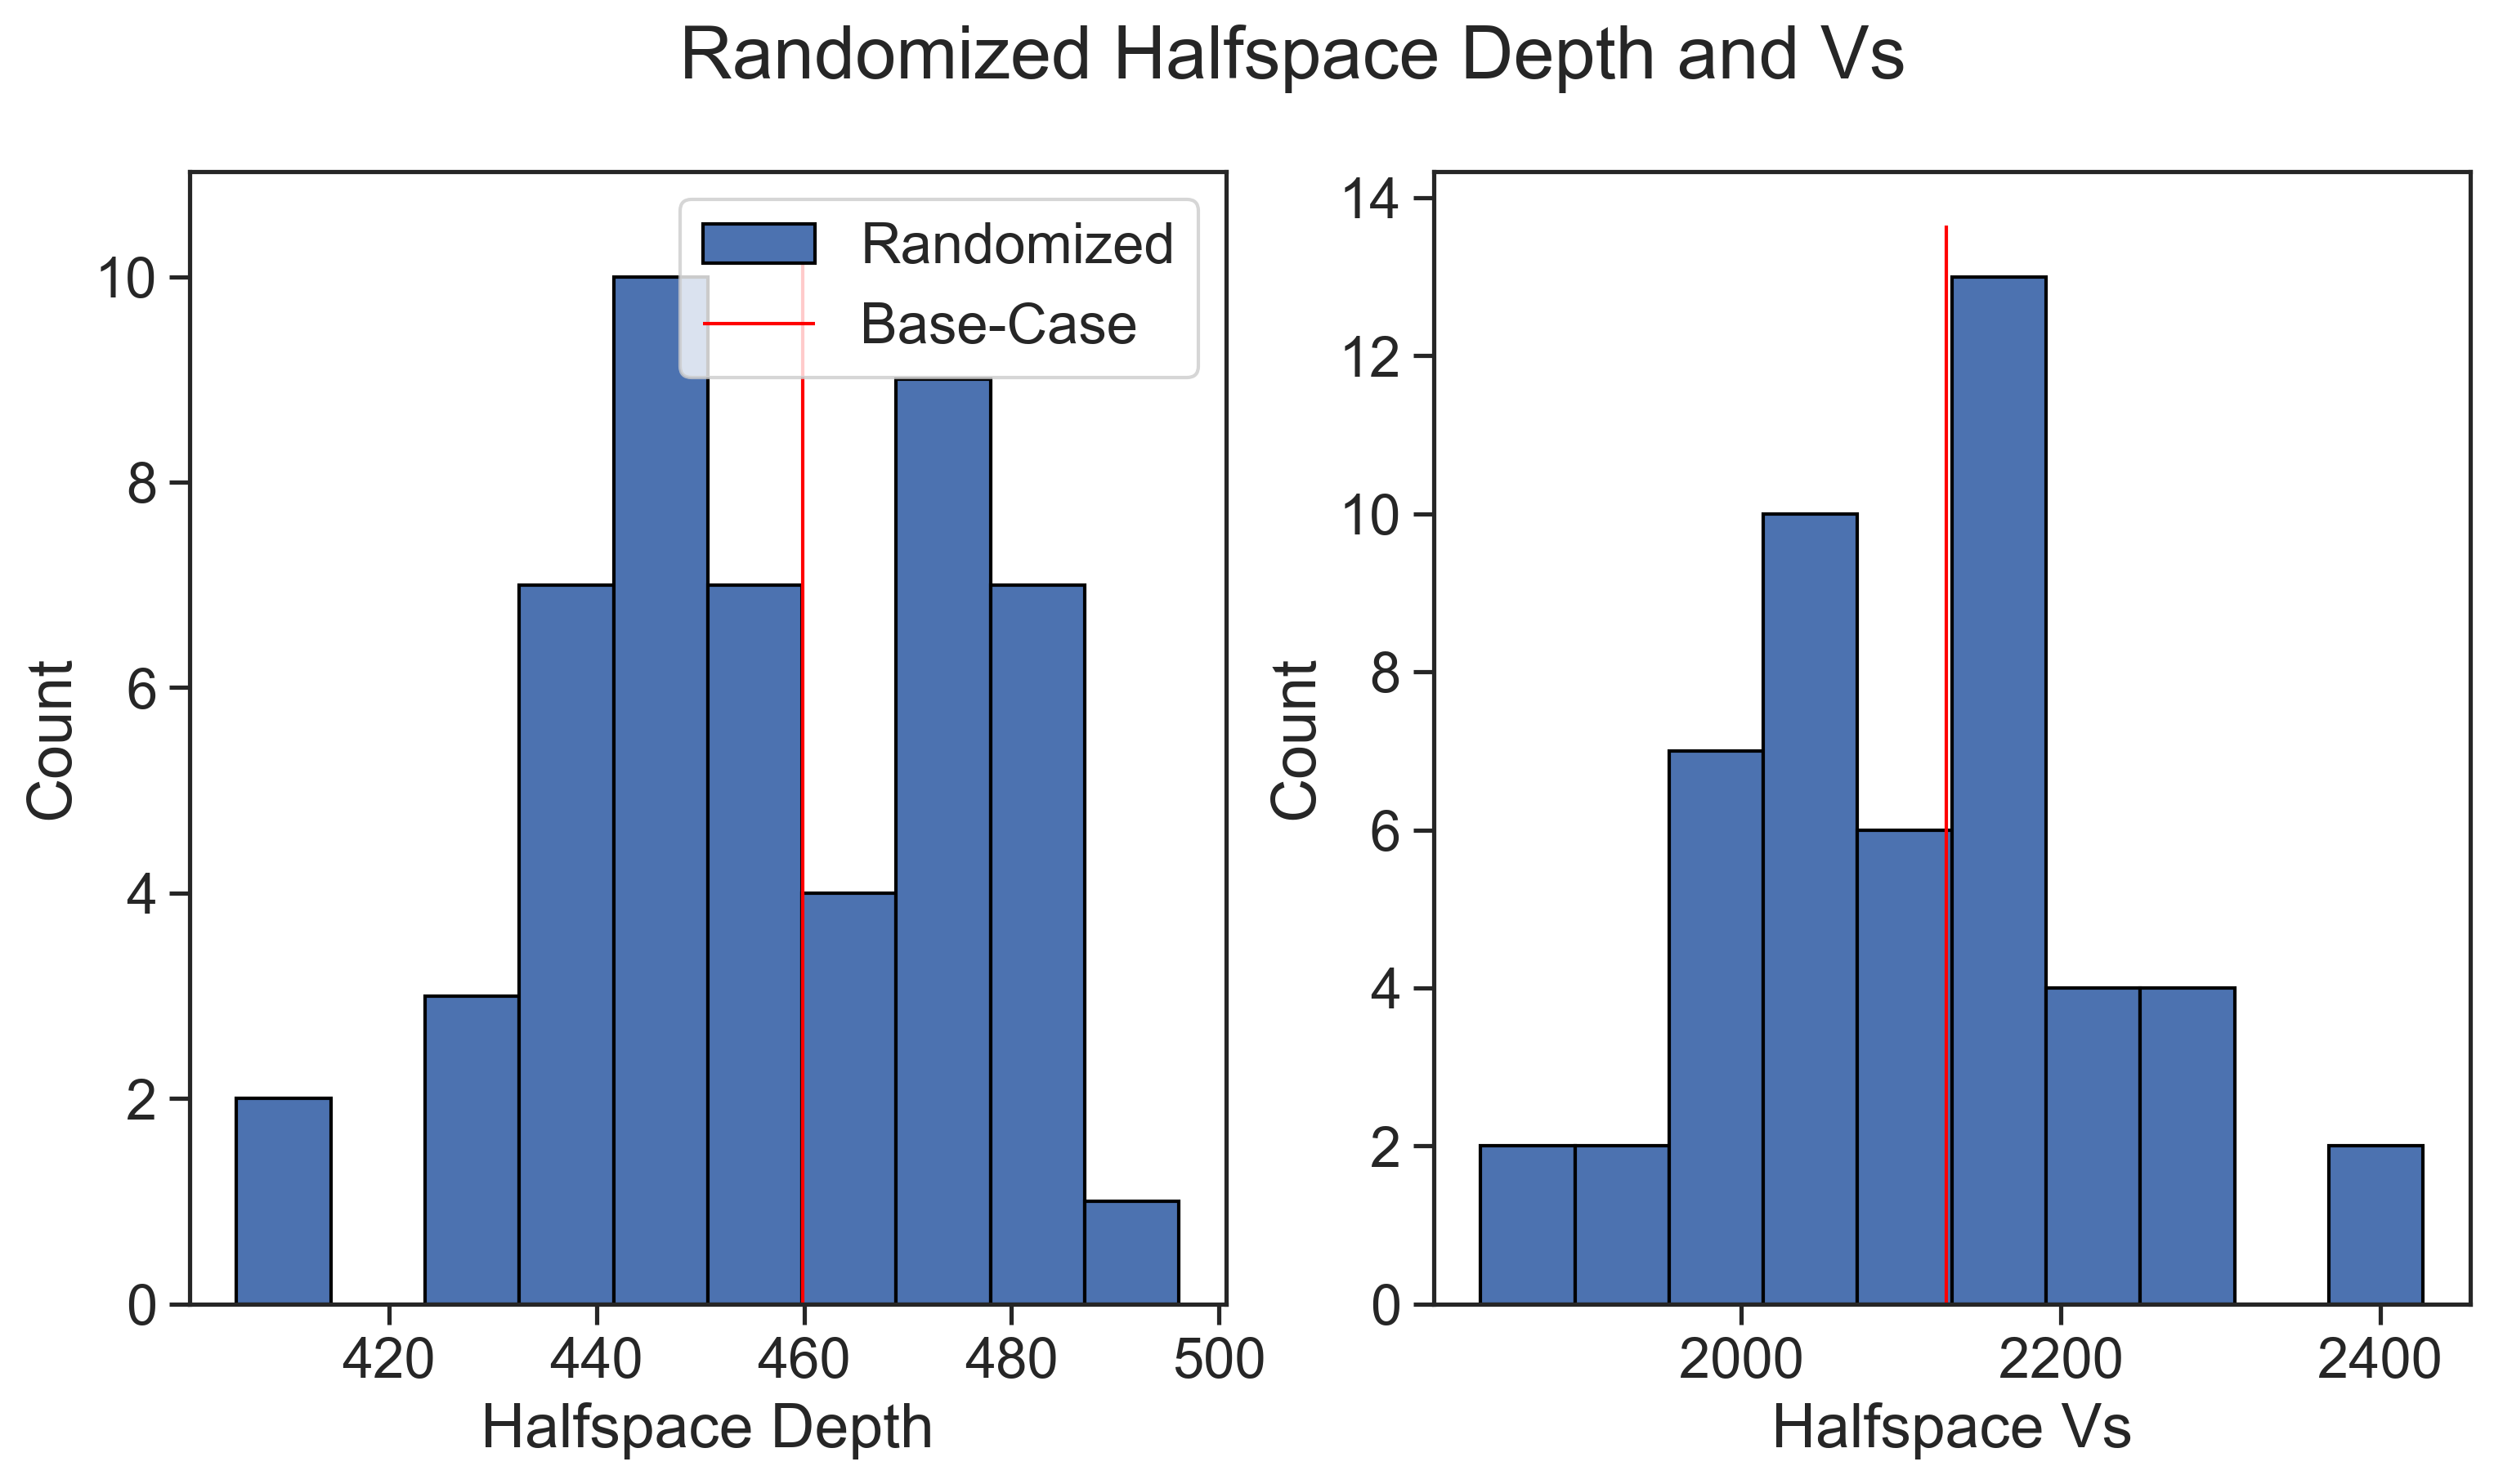 Randomized Halfspace Depth and Vs
Randomized
Base-Case
Count
10
8
6
4
2
0
420 440 460 480 500
Halfspace Depth
Count
14
12
10
8
6
4
2
0
2000 2200 2400
Halfspace Vs